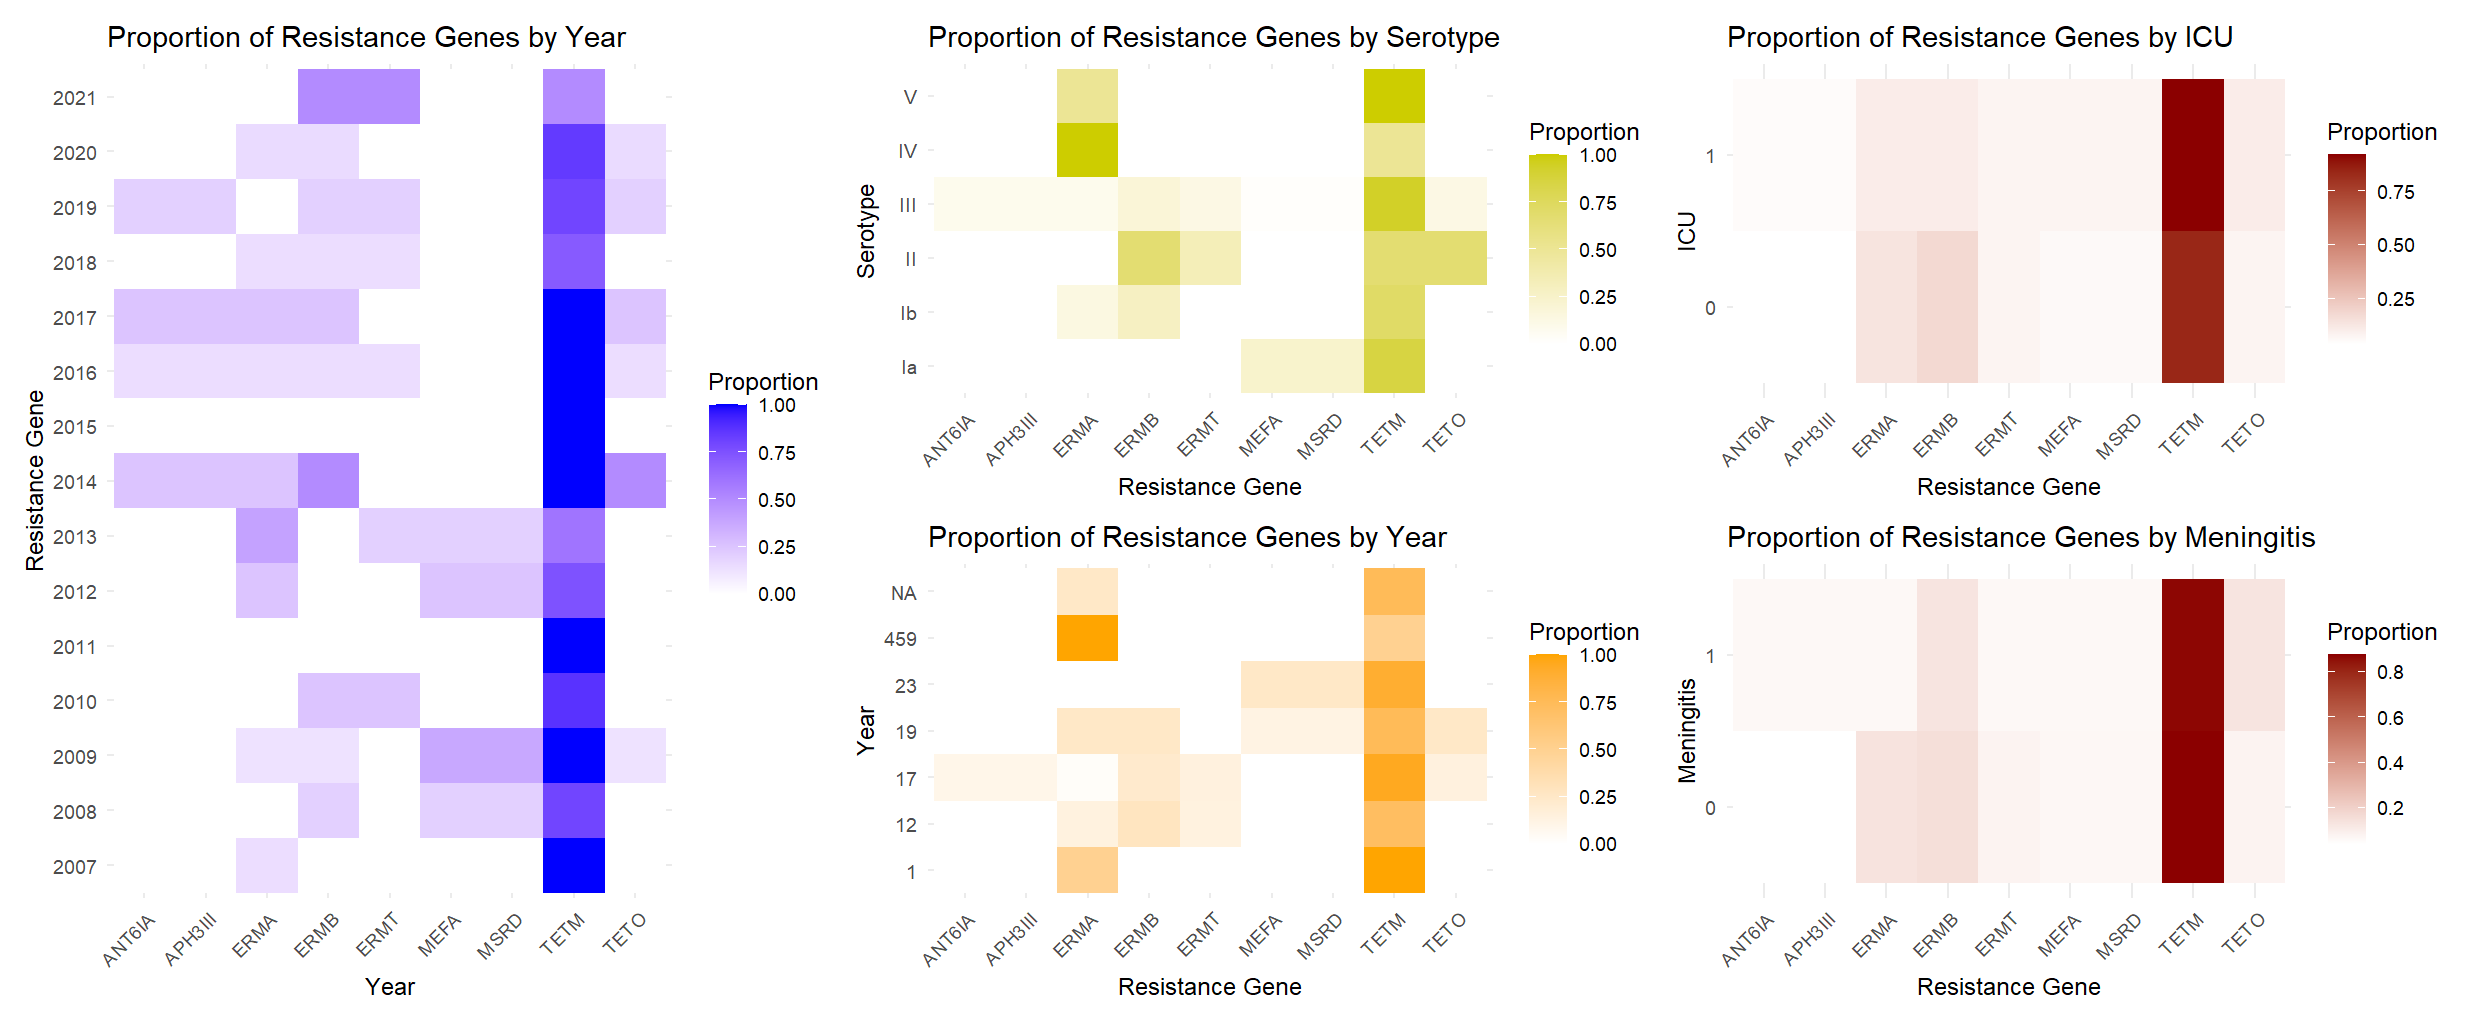 Proportion of Resistance Genes by Year
Resistance Gene
2021
2020
2019
2018
2017
2016
2015
2014
2013
2012
2011
2010
2009
2008
2007
ANT6IA APH3III ERMA ERMB ERMT MEFA MSRD TETM TETO
Year
Proportion
1.00
0.75
0.50
0.25
0.00
Proportion of Resistance Genes by Serotype
Serotype
V
IV
III
II
Ib
Ia
ANT6IA APH3III ERMA ERMB ERMT MEFA MSRD TETM TETO
Resistance Gene
Proportion
1.00
0.75
0.50
0.25
0.00
Proportion of Resistance Genes by ICU
ICU
1
0
ANT6IA APH3III ERMA ERMB ERMT MEFA MSRD TETM TETO
Resistance Gene
Proportion
0.75
0.50
0.25
Proportion of Resistance Genes by Year
Year
NA
459
23
19
17
12
1
ANT6IA APH3III ERMA ERMB ERMT MEFA MSRD TETM TETO
Resistance Gene
Proportion
1.00
0.75
0.50
0.25
0.00
Proportion of Resistance Genes by Meningitis
Meningitis
1
0
ANT6IA APH3III ERMA ERMB ERMT MEFA MSRD TETM TETO
Resistance Gene
Proportion
0.8
0.6
0.4
0.2